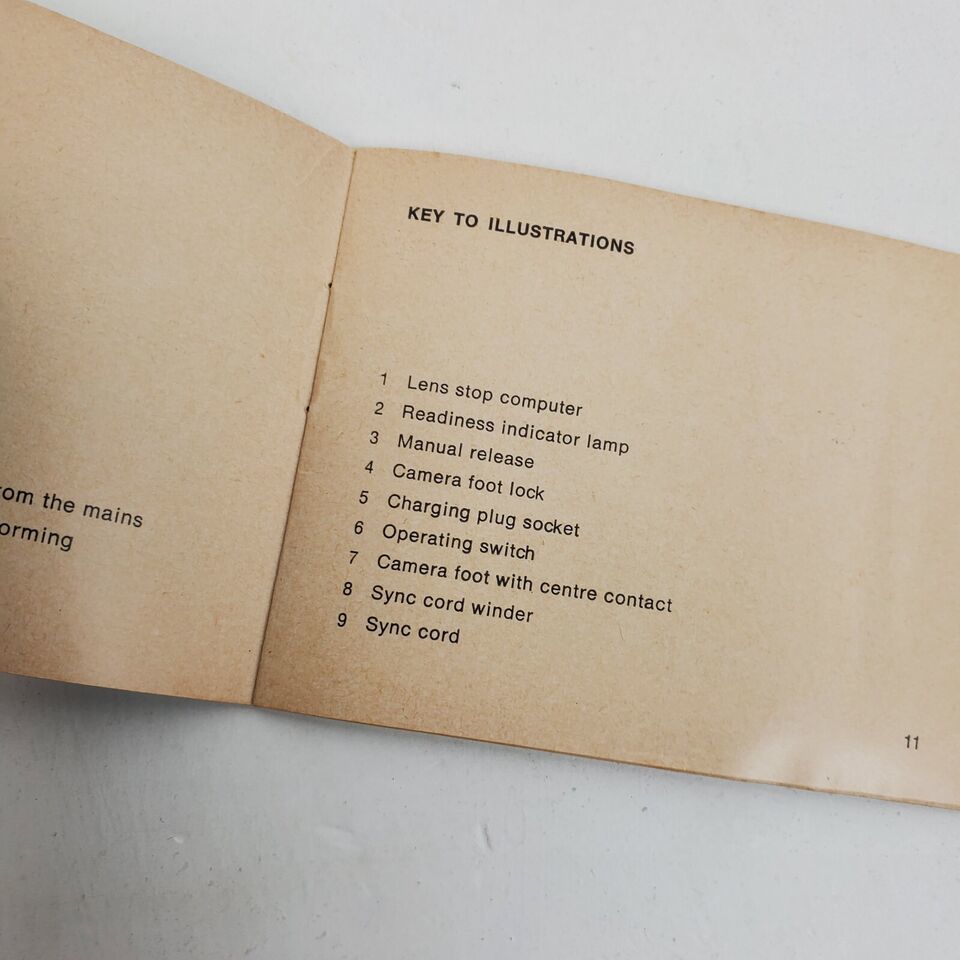 om the mains
orming
KEY TO ILLUSTRATIONS
1 Lens stop computer
2 Readiness indicator lamp
3 Manual release
4 Camera foot lock
5 Charging plug socket
6 Operating switch
7 Camera foot with centre contact
8 Sync cord winder
9 Sync cord
11